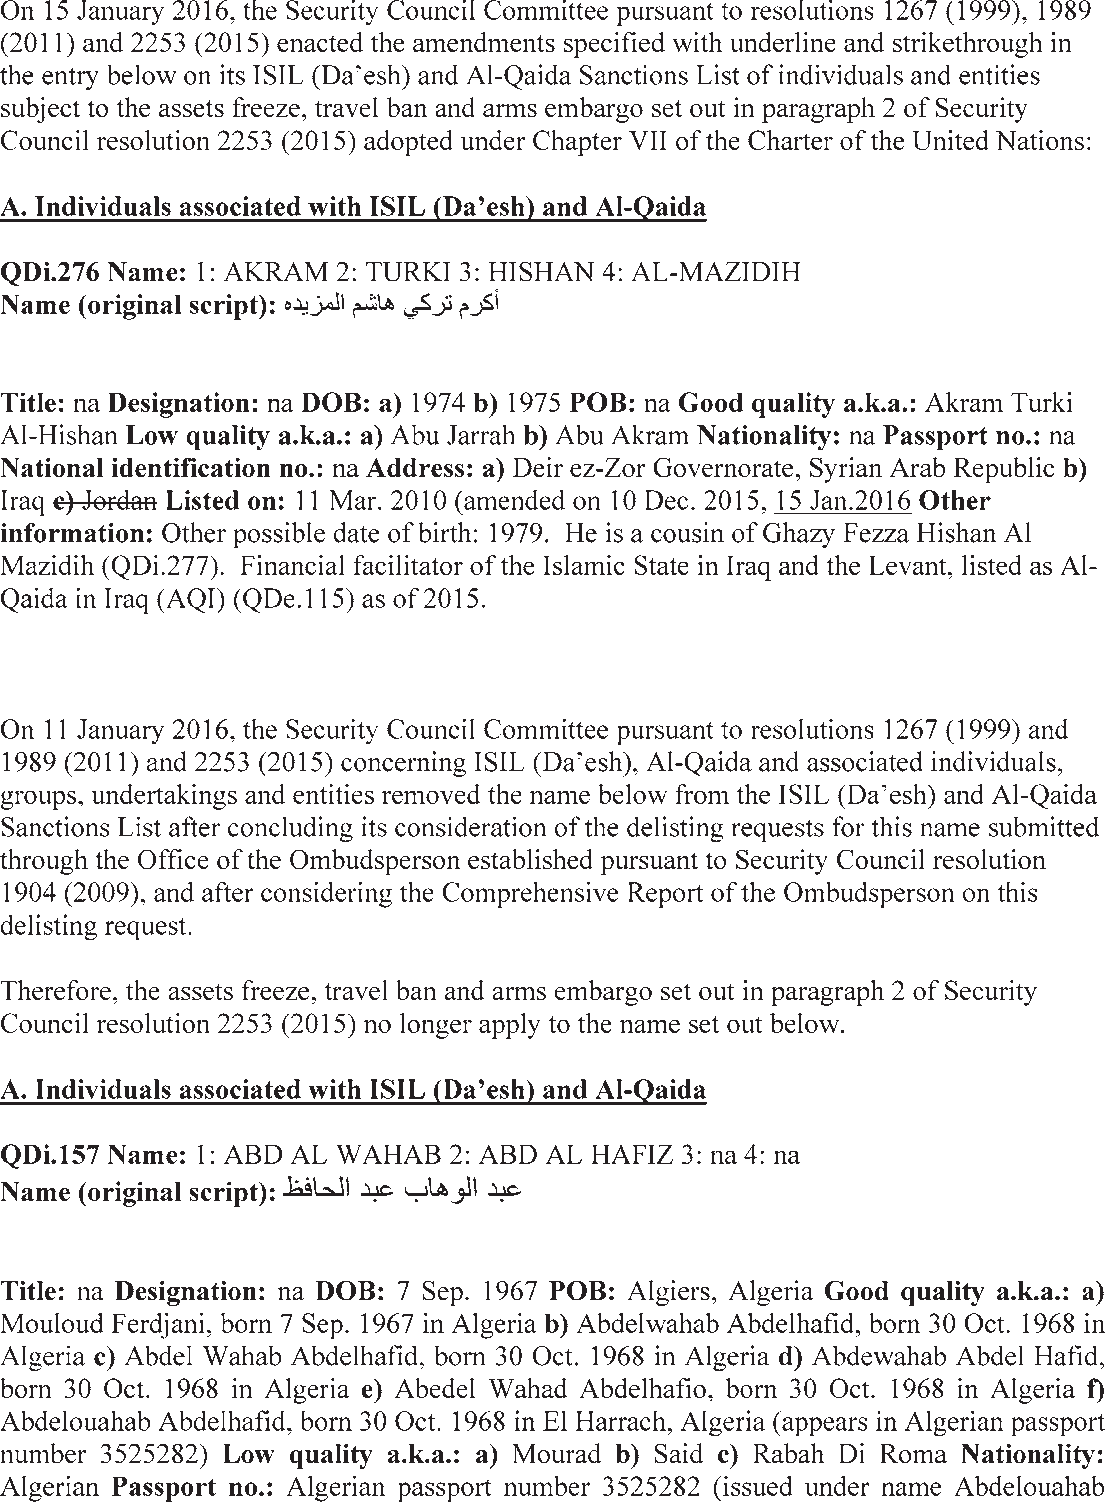 On 15 January 2016, the Security Council Committee pursuant to resolutions 1267 (1999), 1989
(2011) and 2253 (2015) enacted the amendments specified with underline and strikethrough in
the entry below on its ISIL (Da`esh) and Al-Qaida Sanctions List of individuals and entities
subject to the assets freeze, travel ban and arms embargo set out in paragraph 2 of Security
Council resolution 2253 (2015) adopted under Chapter VII of the Charter of the United Nations:
A. Individuals associated with ISIL (Da’esh) and Al-Qaida
QDi.276 Name: 1: AKRAM 2: TURKI 3: HISHAN 4: AL-MAZIDIH
Name (original script): أكرم تركي هاشم المزيده
Title: na Designation: na DOB: a) 1974 b) 1975 POB: na Good quality a.k.a.: Akram Turki
Al-Hishan Low quality a.k.a.: a) Abu Jarrah b) Abu Akram Nationality: na Passport no.: na
National identification no.: na Address: a) Deir ez-Zor Governorate, Syrian Arab Republic b)
Iraq c) Jordan Listed on: 11 Mar. 2010 (amended on 10 Dec. 2015, 15 Jan.2016 Other
information: Other possible date of birth: 1979. He is a cousin of Ghazy Fezza Hishan Al
Mazidih (QDi.277). Financial facilitator of the Islamic State in Iraq and the Levant, listed as Al-
Qaida in Iraq (AQI) (QDe.115) as of 2015.
On 11 January 2016, the Security Council Committee pursuant to resolutions 1267 (1999) and
1989 (2011) and 2253 (2015) concerning ISIL (Da`esh), Al-Qaida and associated individuals,
groups, undertakings and entities removed the name below from the ISIL (Da’esh) and Al-Qaida
Sanctions List after concluding its consideration of the delisting requests for this name submitted
through the Office of the Ombudsperson established pursuant to Security Council resolution
1904 (2009), and after considering the Comprehensive Report of the Ombudsperson on this
delisting request.
Therefore, the assets freeze, travel ban and arms embargo set out in paragraph 2 of Security
Council resolution 2253 (2015) no longer apply to the name set out below.
A. Individuals associated with ISIL (Da’esh) and Al-Qaida
QDi.157 Name: 1: ABD AL WAHAB 2: ABD AL HAFIZ 3: na 4: na
Name (original script): عبد الوهاب عبد الحافظ
Title: na Designation: na DOB: 7 Sep. 1967 POB: Algiers, Algeria Good quality a.k.a.: a)
Mouloud Ferdjani, born 7 Sep. 1967 in Algeria b) Abdelwahab Abdelhafid, born 30 Oct. 1968 in
Algeria c) Abdel Wahab Abdelhafid, born 30 Oct. 1968 in Algeria d) Abdewahab Abdel Hafid,
born 30 Oct. 1968 in Algeria e) Abedel Wahad Abdelhafio, born 30 Oct. 1968 in Algeria f)
Abdelouahab Abdelhafid, born 30 Oct. 1968 in El Harrach, Algeria (appears in Algerian passport
number 3525282) Low quality a.k.a.: a) Mourad b) Said c) Rabah Di Roma Nationality:
Algerian Passport no.: Algerian passport number 3525282 (issued under name Abdelouahab